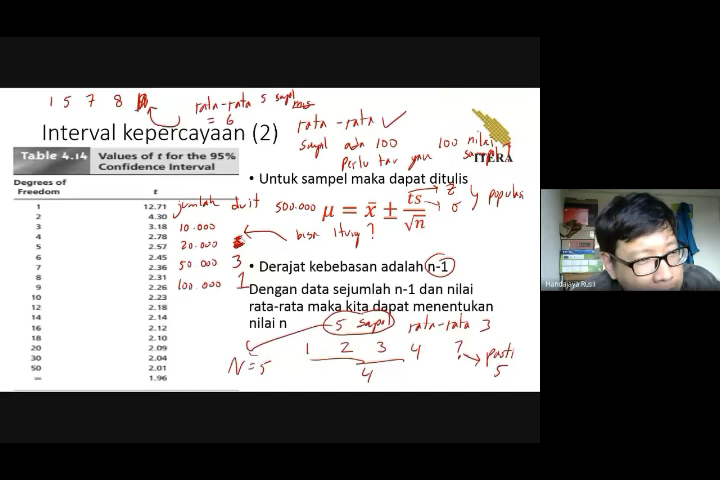 1 5 7 8
rata-rata 5 sapl
= 6
rata-rata ✓
Interval kepercayaan (2)
sampl ada 100 100 nilai
perlu tau yau sampel?
ITERA
Table 4.14 Values of t for the 95% Confidence Interval
Degrees of Freedom t
1 12.71
2 4.30
3 3.18
4 2.78
5 2.57
6 2.45
7 2.36
8 2.31
9 2.26
10 2.23
12 2.18
14 2.14
16 2.12
18 2.10
20 2.09
30 2.04
50 2.01
∞ 1.96
jumlah duit 500.000
10.000
20.000
50 000 3
100.000 1
bisa itung?
• Untuk sampel maka dapat ditulis
μ = x̄ ± ts/√n
z
σ
y populasi
• Derajat kebebasan adalah n-1
Dengan data sejumlah n-1 dan nilai
rata-rata maka kita dapat menentukan
nilai n
5 sapel rata-rata 3
1 2 3 4 ? pasti
5
4
N = 5
Handajaya Rusli